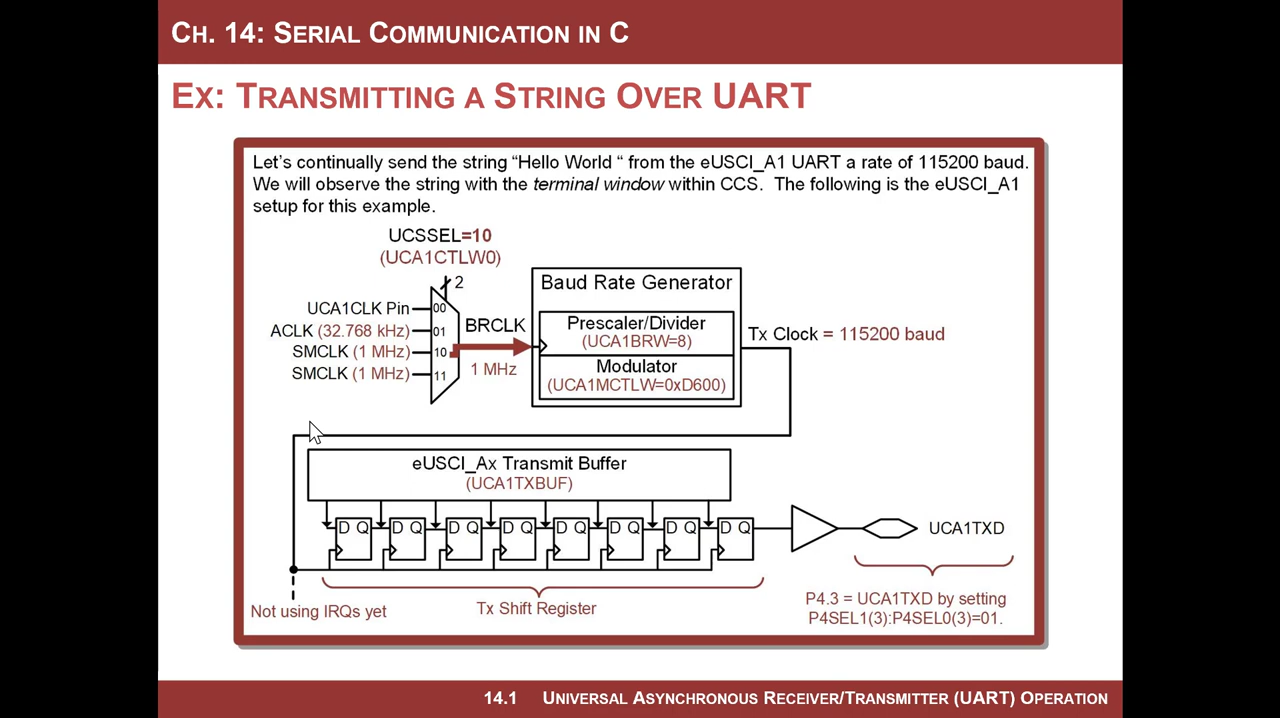 CH. 14: SERIAL COMMUNICATION IN C
EX: TRANSMITTING A STRING OVER UART
Let's continually send the string "Hello World “ from the eUSCI_A1 UART a rate of 115200 baud.
We will observe the string with the terminal window within CCS. The following is the eUSCI_A1
setup for this example.
UCSSEL=10
(UCA1CTLW0)
2
UCA1CLK Pin
00
ACLK (32.768 kHz)
01
SMCLK (1 MHz)
10
SMCLK (1 MHz)
11
BRCLK
1 MHz
Baud Rate Generator
Prescaler/Divider
(UCA1BRW=8)
Modulator
(UCA1MCTLW=0xD600)
Tx Clock = 115200 baud
eUSCI_Ax Transmit Buffer
(UCA1TXBUF)
D Q D Q D Q D Q D Q D Q D Q D Q
UCA1TXD
Not using IRQs yet
Tx Shift Register
P4.3 = UCA1TXD by setting
P4SEL1(3):P4SEL0(3)=01.
14.1 UNIVERSAL ASYNCHRONOUS RECEIVER/TRANSMITTER (UART) OPERATION